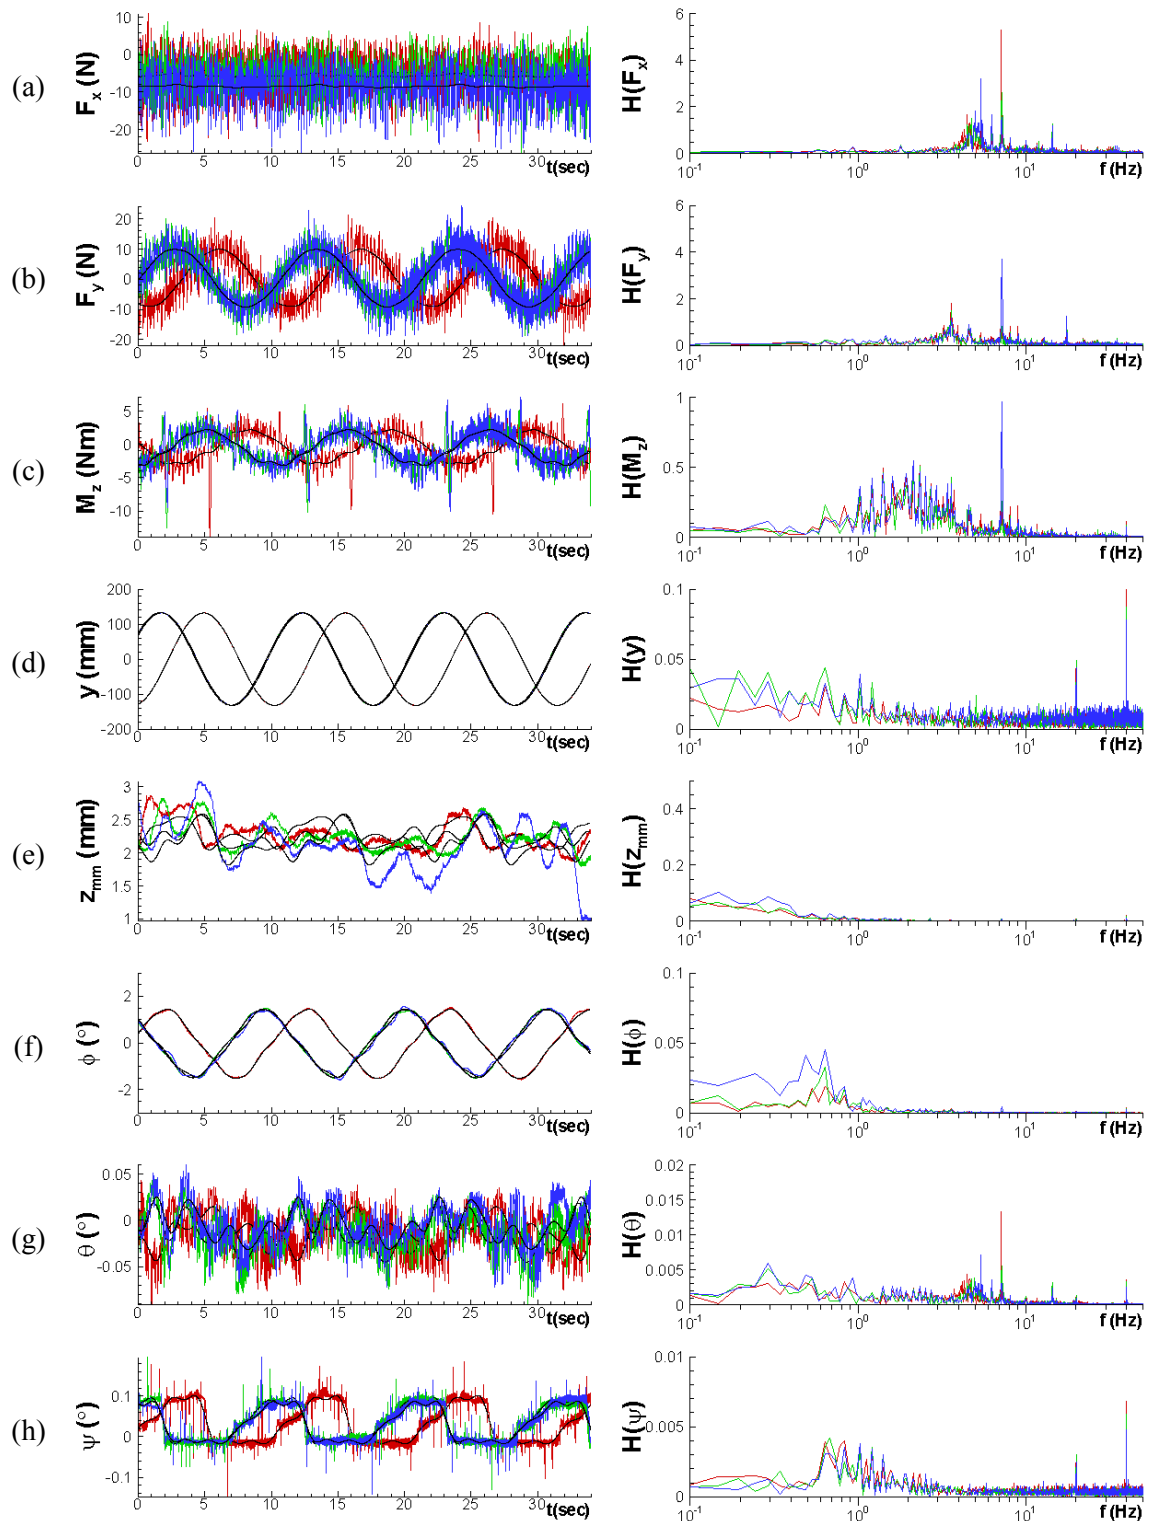 (a)
F_x (N)
10
0
-10
-20
0 5 10 15 20 25 30 t(sec)
H(F_x)
6
4
2
0
10^-1 10^0 10^1 f (Hz)
(b)
F_y (N)
20
10
0
-10
-20
0 5 10 15 20 25 30 t(sec)
H(F_y)
6
4
2
0
10^-1 10^0 10^1 f (Hz)
(c)
M_z (Nm)
5
0
-5
-10
0 5 10 15 20 25 30 t(sec)
H(M_z)
1
0.5
0
10^-1 10^0 10^1 f (Hz)
(d)
y (mm)
200
100
0
-100
-200
0 5 10 15 20 25 30 t(sec)
H(y)
0.1
0.05
0
10^-1 10^0 10^1 f (Hz)
(e)
z_mm (mm)
3
2.5
2
1.5
1
0 5 10 15 20 25 30 t(sec)
H(z_mm)
0.4
0.2
0
10^-1 10^0 10^1 f (Hz)
(f)
ϕ (°)
2
0
-2
0 5 10 15 20 25 30 t(sec)
H(ϕ)
0.1
0.05
0
10^-1 10^0 10^1 f (Hz)
(g)
θ (°)
0.05
0
-0.05
0 5 10 15 20 25 30 t(sec)
H(θ)
0.02
0.015
0.01
0.005
0
10^-1 10^0 10^1 f (Hz)
(h)
ψ (°)
0.1
0
-0.1
0 5 10 15 20 25 30 t(sec)
H(ψ)
0.01
0.005
0
10^-1 10^0 10^1 f (Hz)